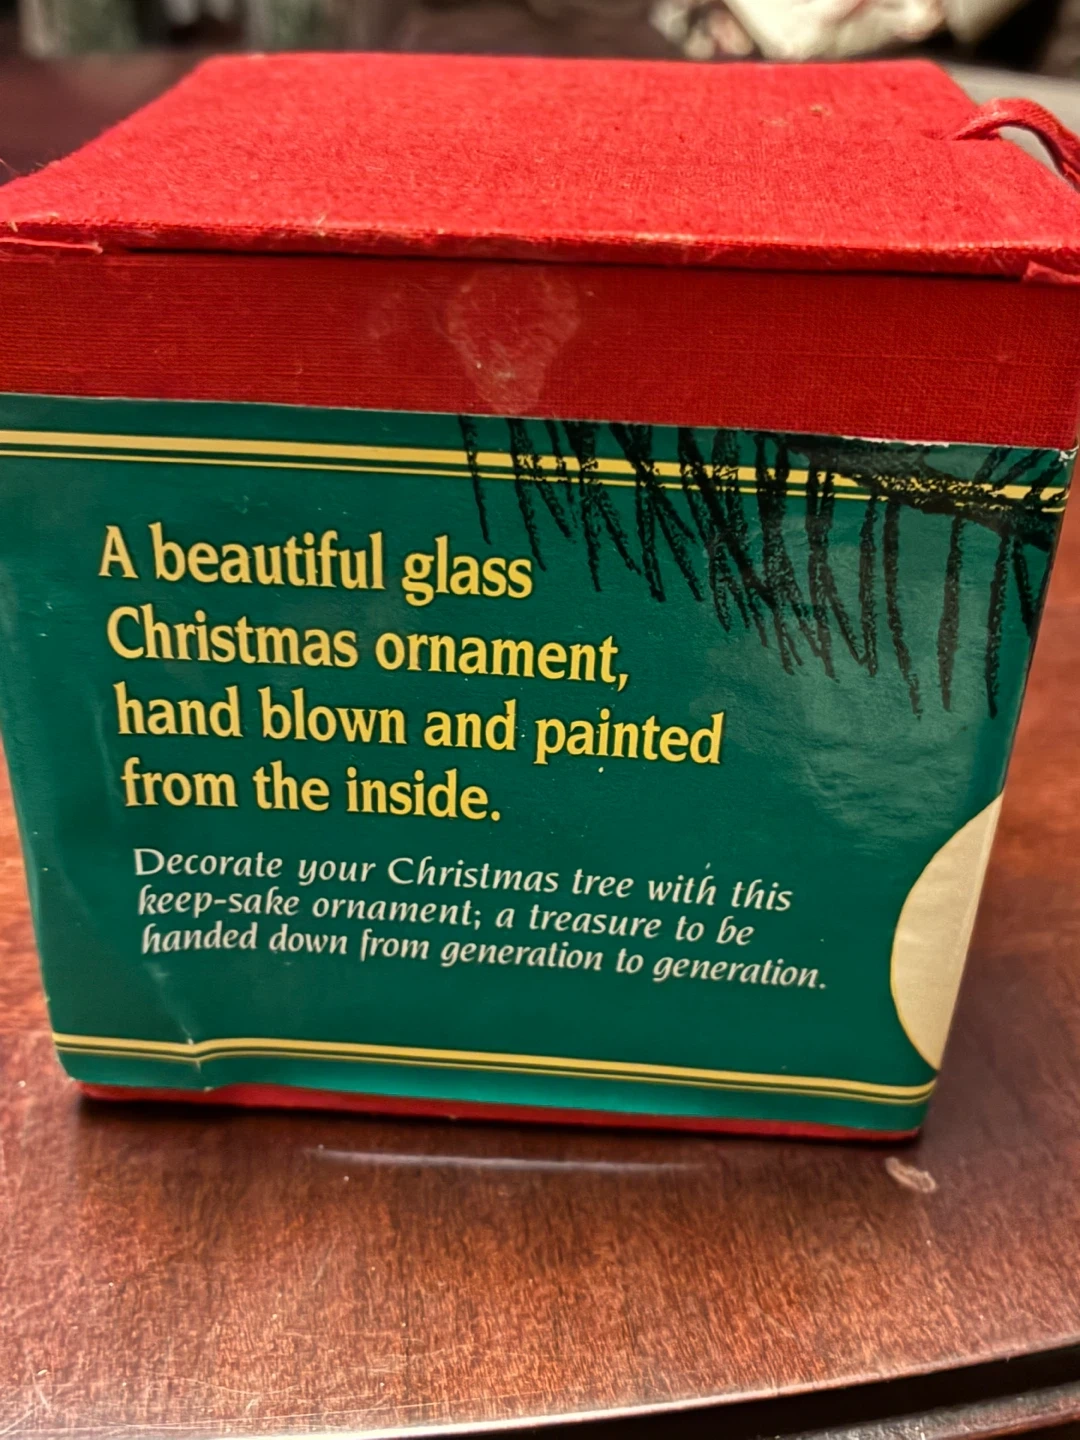 A beautiful glass
Christmas ornament,
hand blown and painted
from the inside.
Decorate your Christmas tree with this
keep-sake ornament; a treasure to be
handed down from generation to generation.